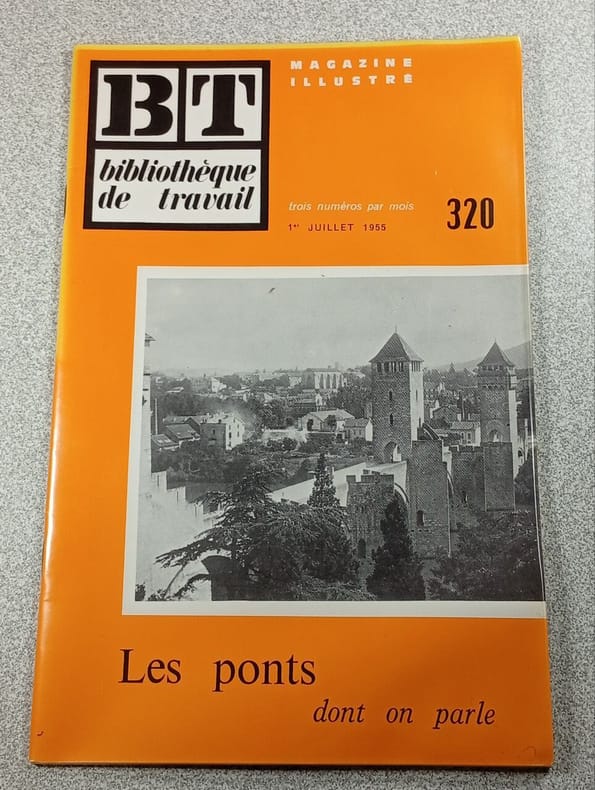 BT
bibliothèque
de travail
MAGAZINE
ILLUSTRÉ
trois numéros par mois
1er JUILLET 1955
320
Les ponts
dont on parle